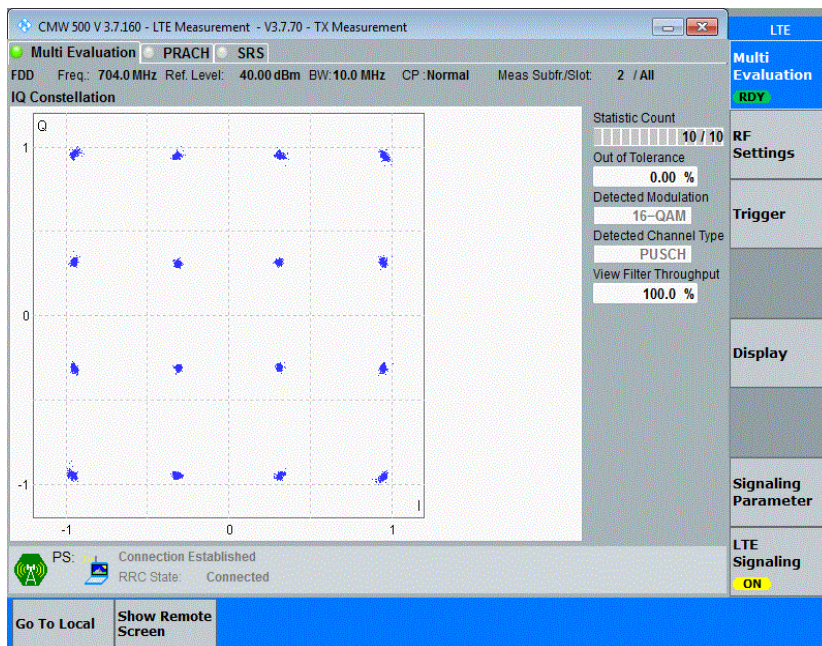 CMW 500 V 3.7.160 - LTE Measurement - V3.7.70 - TX Measurement
LTE
Multi Evaluation PRACH SRS
FDD Freq.: 704.0 MHz Ref. Level: 40.00 dBm BW: 10.0 MHz CP : Normal Meas Subfr./Slot: 2 / All
IQ Constellation
Q
1
0
-1
I
-1 0 1
Statistic Count
10 / 10
Out of Tolerance
0.00 %
Detected Modulation
16-QAM
Detected Channel Type
PUSCH
View Filter Throughput
100.0 %
Multi
Evaluation
RDY
RF
Settings
Trigger
Display
Signaling
Parameter
LTE
Signaling
ON
PS: Connection Established
RRC State: Connected
Go To Local
Show Remote
Screen